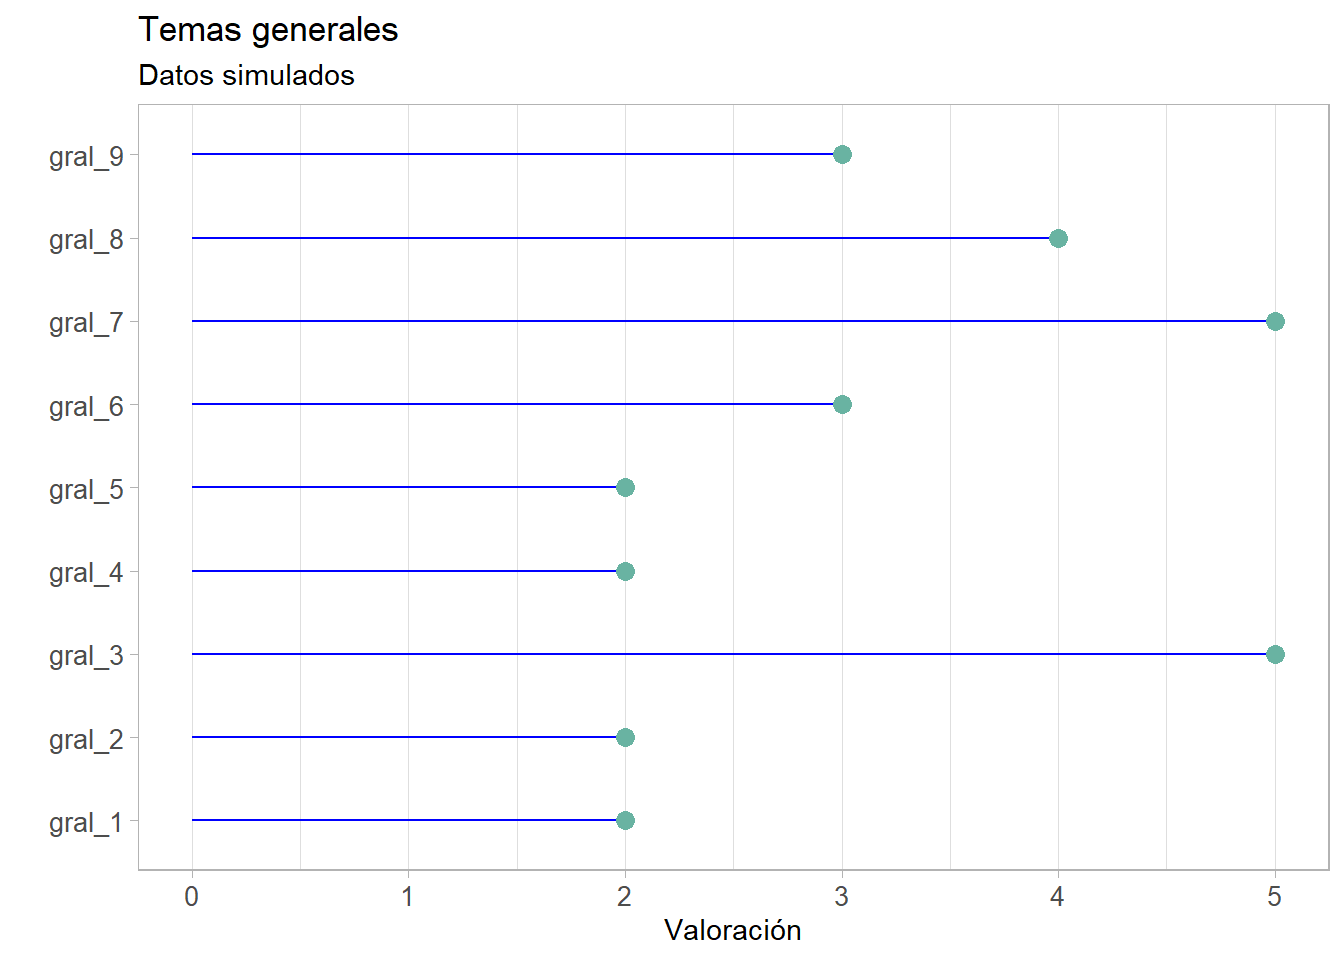 Temas generales
Datos simulados
gral_9
gral_8
gral_7
gral_6
gral_5
gral_4
gral_3
gral_2
gral_1
0 1 2 3 4 5
Valoración